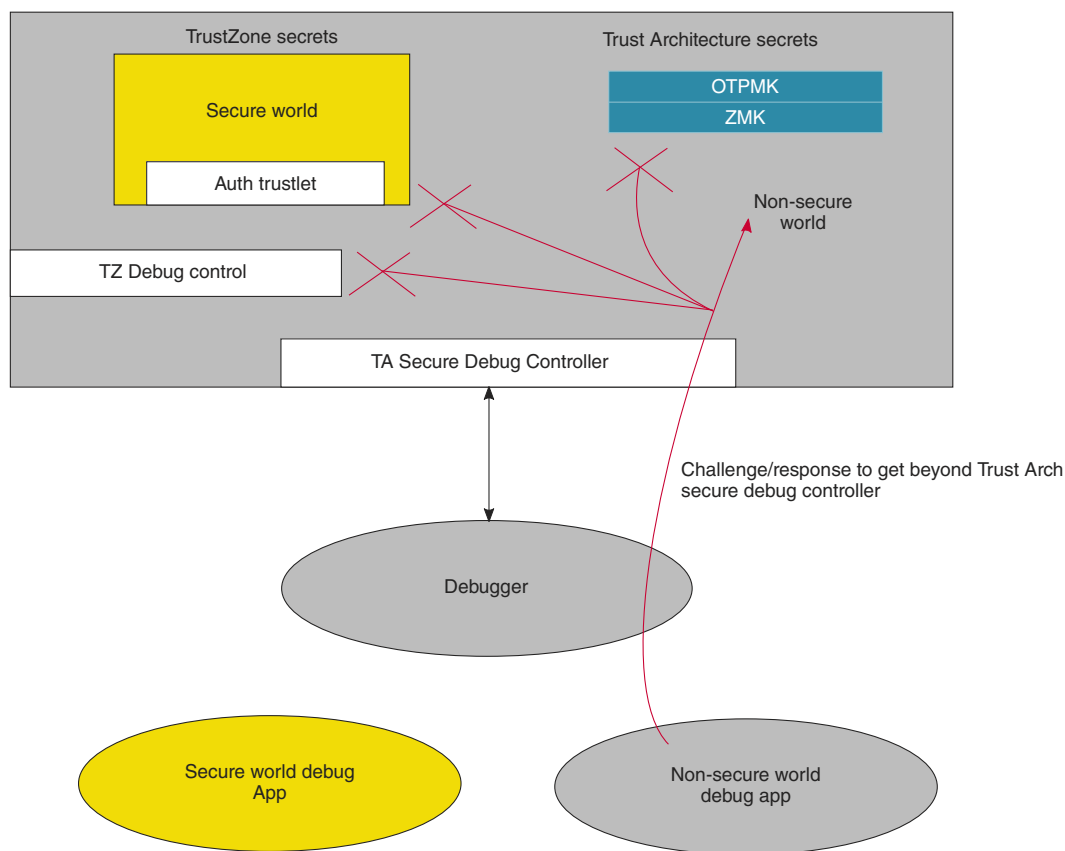 TrustZone secrets
Trust Architecture secrets
OTPMK
ZMK
Secure world
Auth trustlet
Non-secure
world
TZ Debug control
TA Secure Debug Controller
Challenge/response to get beyond Trust Arch
secure debug controller
Debugger
Secure world debug
App
Non-secure world
debug app